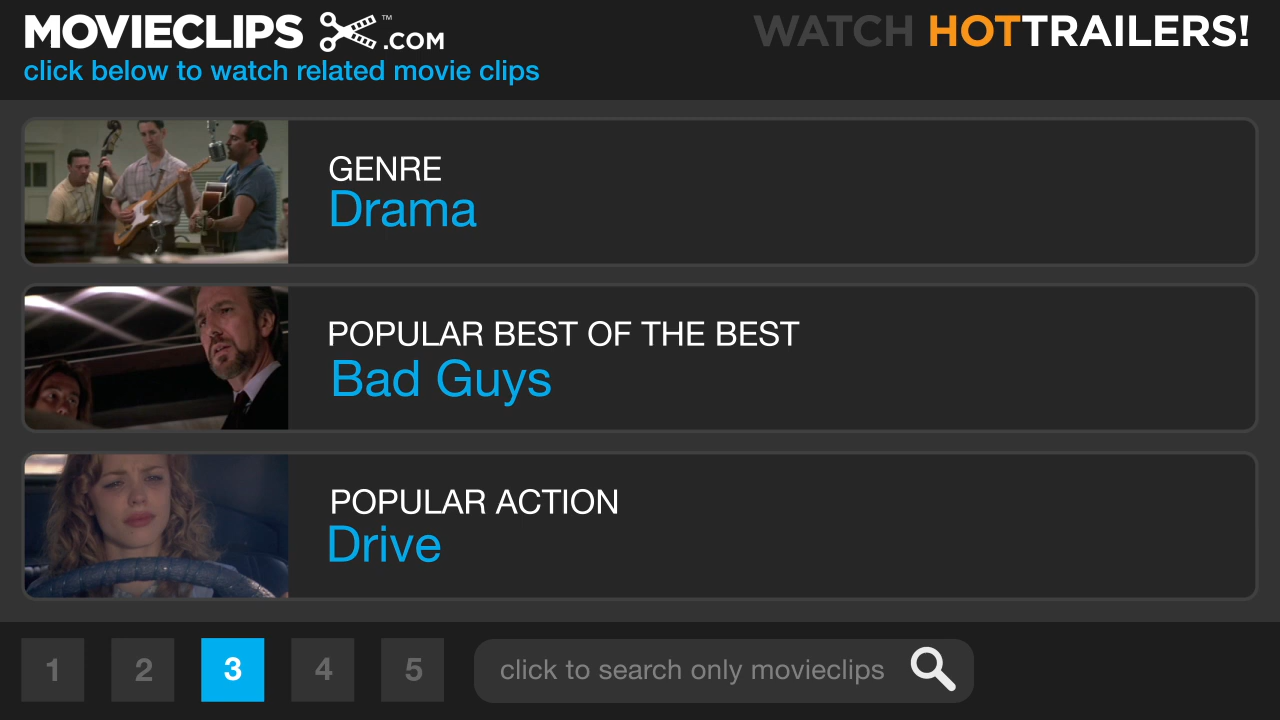 MOVIECLIPS ™ .COM
WATCH HOTTRAILERS!
click below to watch related movie clips
GENRE
Drama
POPULAR BEST OF THE BEST
Bad Guys
POPULAR ACTION
Drive
1 2 3 4 5 click to search only movieclips